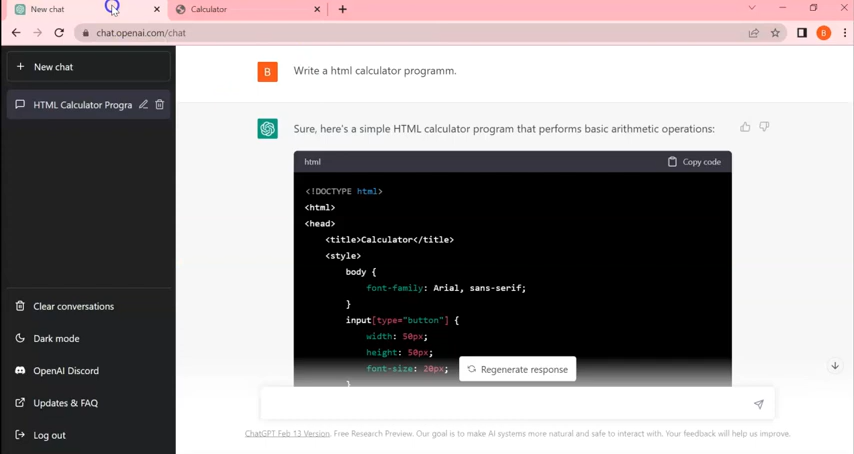 New chat
Calculator
chat.openai.com/chat
B
New chat
HTML Calculator Progra
Clear conversations
Dark mode
OpenAI Discord
Updates & FAQ
Log out
B
Write a html calculator programm.
Sure, here's a simple HTML calculator program that performs basic arithmetic operations:
html
Copy code
<!DOCTYPE html>
<html>
<head>
<title>Calculator</title>
<style>
body {
font-family: Arial, sans-serif;
}
input[type="button"] {
width: 50px;
height: 50px;
font-size: 20px;
}
Regenerate response
ChatGPT Feb 13 Version. Free Research Preview. Our goal is to make AI systems more natural and safe to interact with. Your feedback will help us improve.